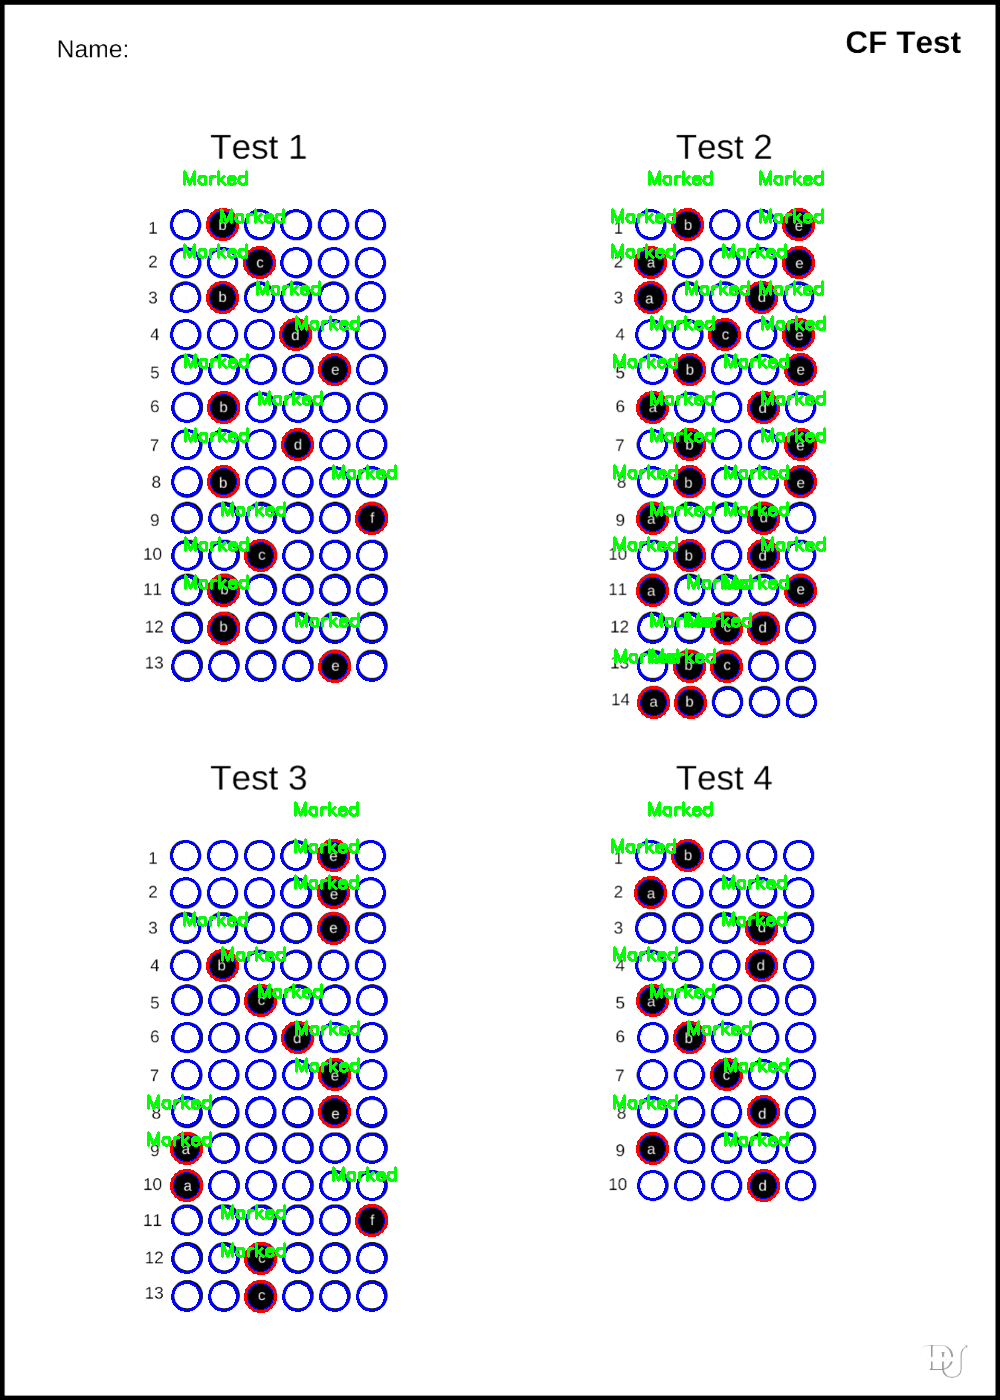 Name:
CF Test
Test 1
Marked
1 b Marked
Marked
2 c
3 b Marked
4 d Marked
5 Marked e
6 b Marked
7 Marked d
8 b Marked
9 Marked f
10 Marked c
11 b Marked
12 b Marked
13 e
Test 2
Marked Marked
1 Marked b Marked e
2 Marked a Marked e
3 a Marked d Marked
4 Marked c Marked e
5 Marked b Marked e
6 a Marked d Marked
7 Marked b Marked e
8 Marked b Marked e
9 a Marked Marked d
10 Marked b d Marked
11 a Marked Marked e
12 Marked Marked c d
13 Marked Marked b c
14 a b
Test 3
Marked
1 Marked e
2 Marked e
3 Marked e
4 b Marked
5 c Marked
6 d Marked
7 Marked e
8 Marked e
9 Marked a
10 a Marked
11 Marked f
12 Marked c
13 c
Test 4
Marked
1 Marked b
2 a Marked
3 Marked d
4 Marked d
5 a Marked
6 b Marked
7 c Marked
8 Marked d
9 a Marked
10 d